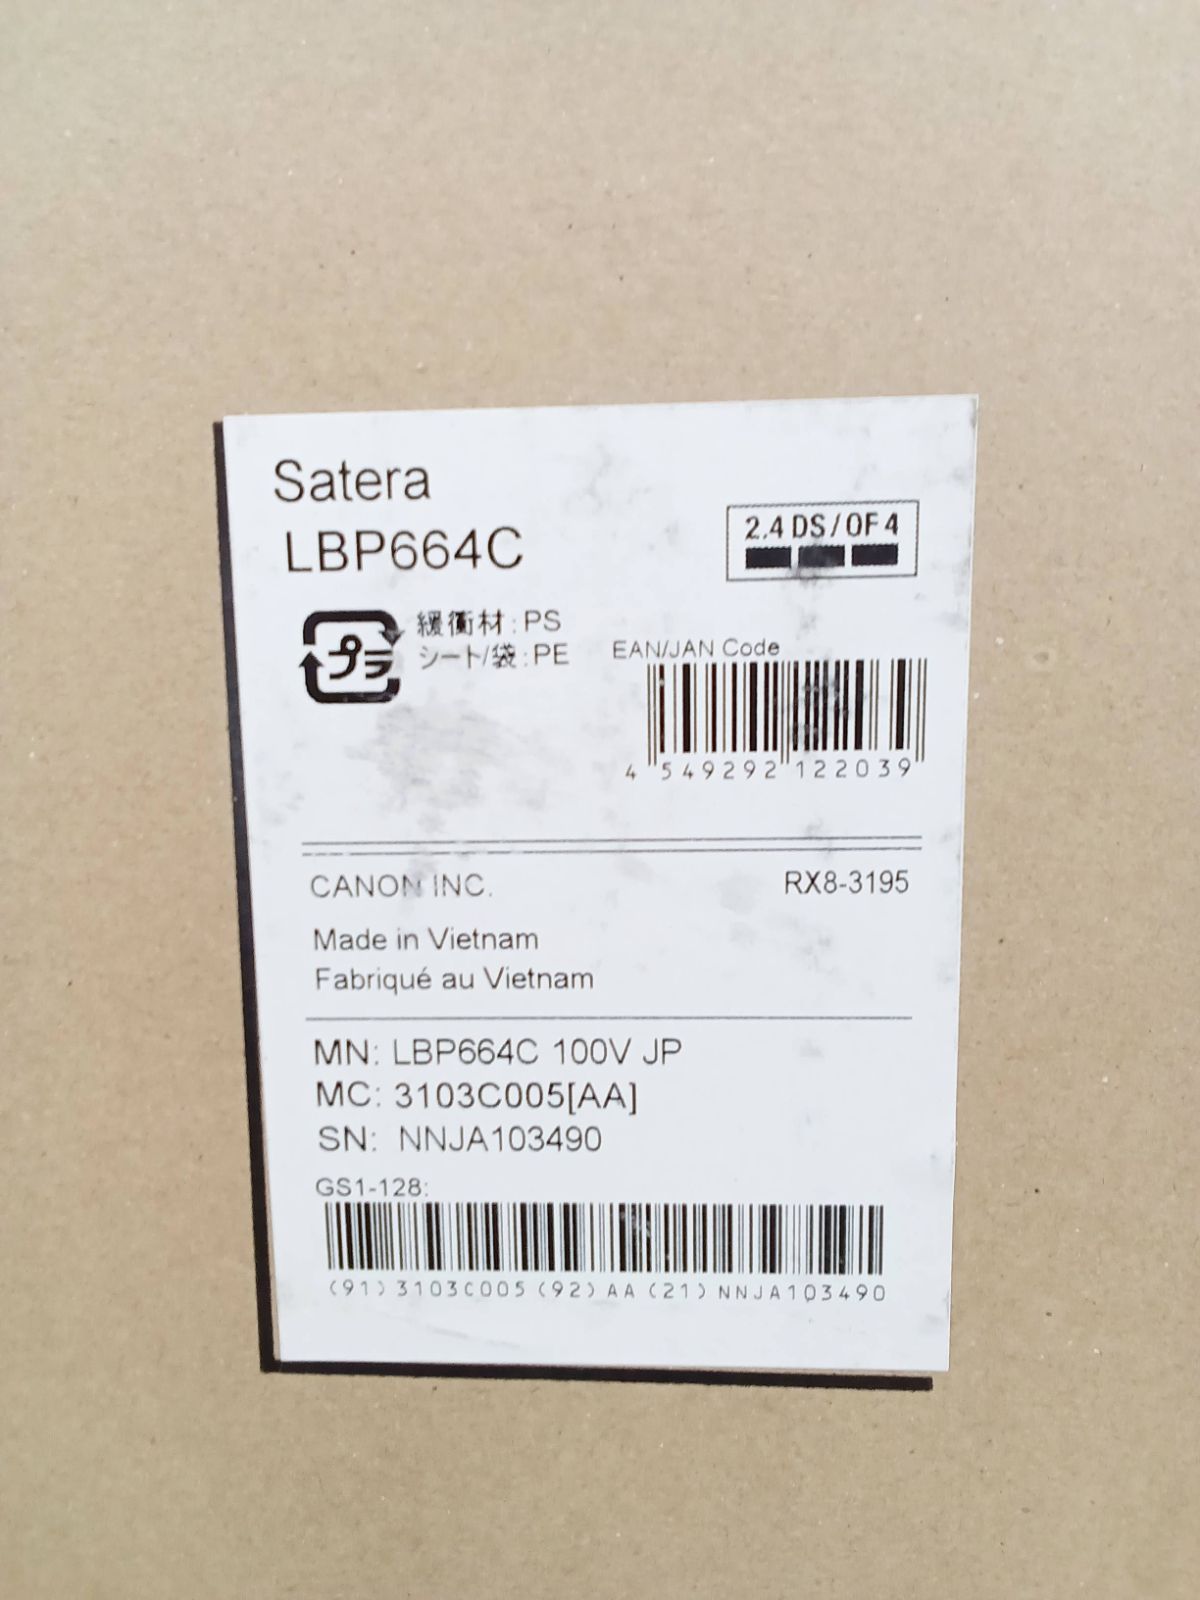 Satera
LBP664C
2.4 DS/OF 4
プラ
緩衝材: PS
シート/袋: PE
EAN/JAN Code
4 549292 122039
CANON INC.
RX8-3195
Made in Vietnam
Fabriqué au Vietnam
MN: LBP664C 100V JP
MC: 3103C005[AA]
SN: NNJA103490
GS1-128:
(91)3103C005(92)AA(21)NNJA103490